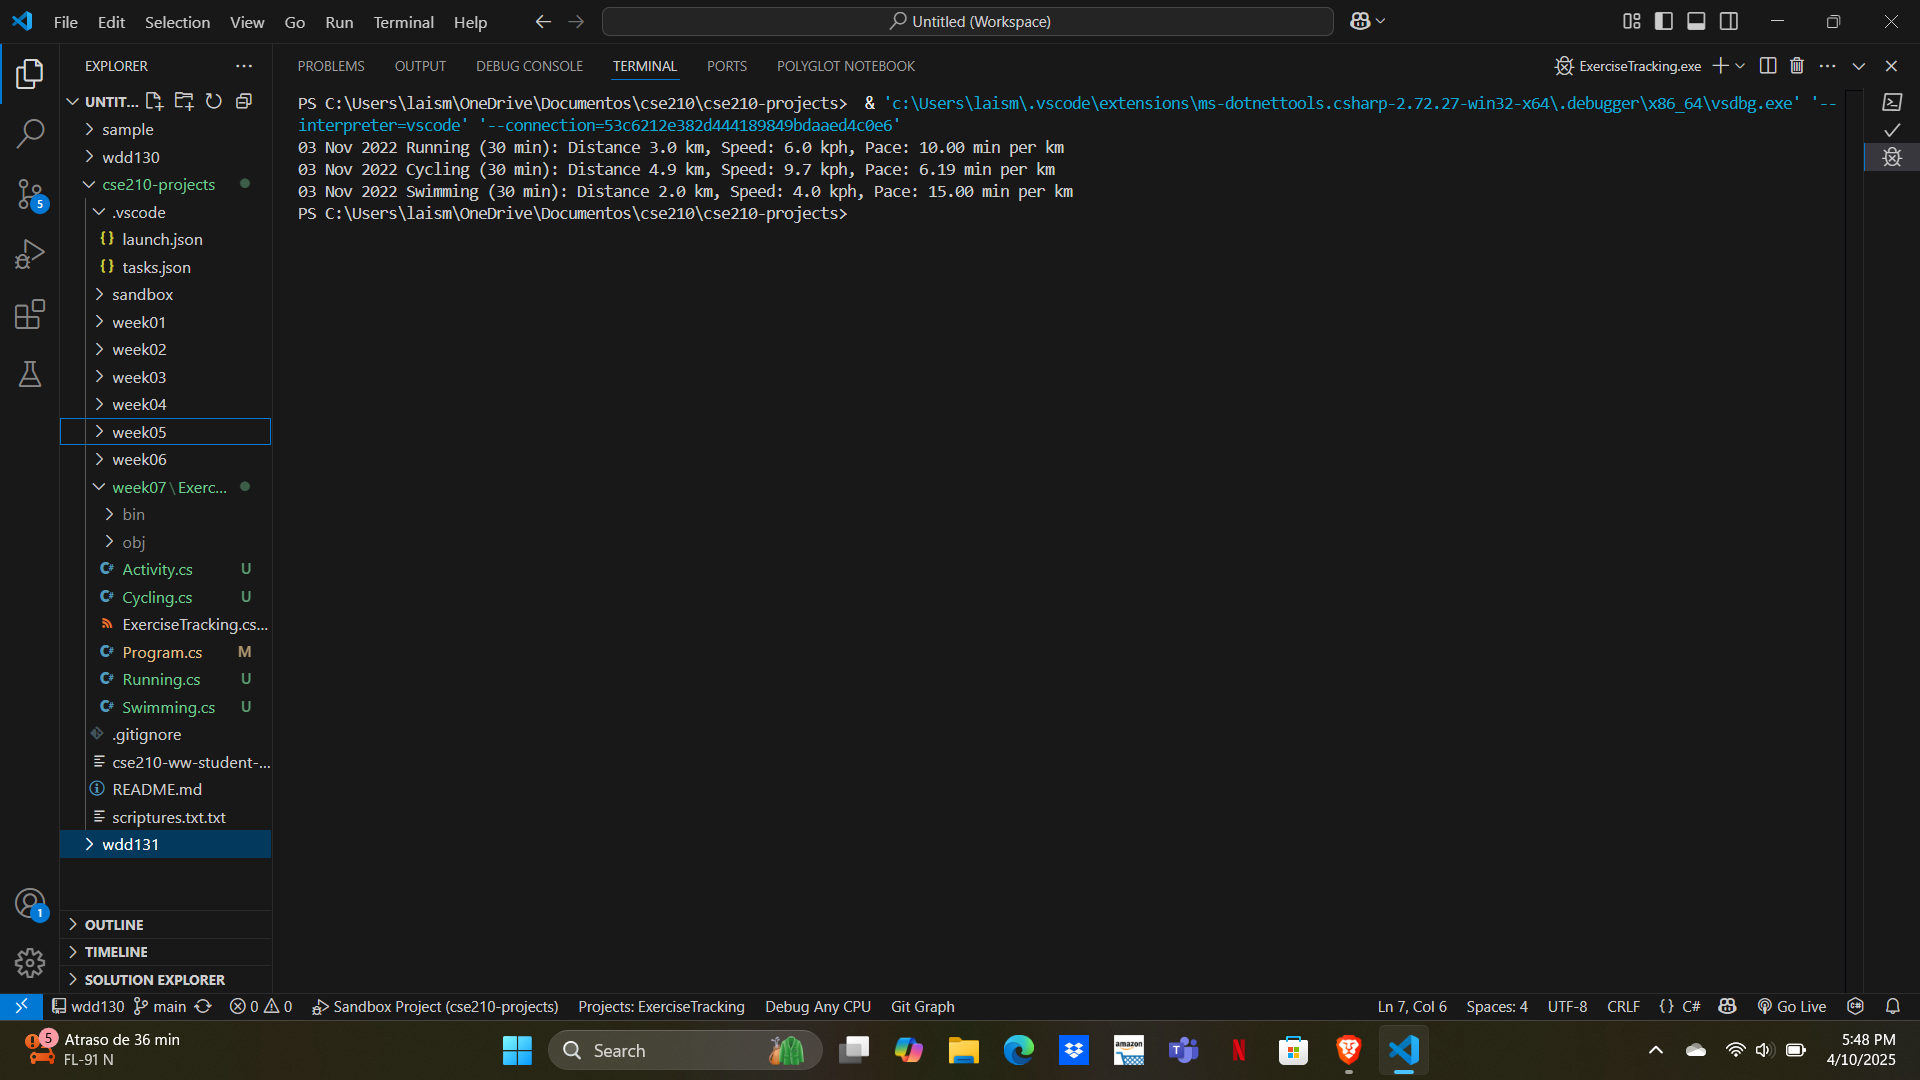 File Edit Selection View Go Run Terminal Help
Untitled (Workspace)
EXPLORER
UNTIT...
sample
wdd130
cse210-projects
.vscode
{} launch.json
{} tasks.json
sandbox
week01
week02
week03
week04
week05
week06
week07\Exerc...
bin
obj
C# Activity.cs U
C# Cycling.cs U
ExerciseTracking.cs...
C# Program.cs M
C# Running.cs U
C# Swimming.cs U
.gitignore
cse210-ww-student-...
README.md
scriptures.txt.txt
wdd131
OUTLINE
TIMELINE
SOLUTION EXPLORER
5
1
PROBLEMS OUTPUT DEBUG CONSOLE TERMINAL PORTS POLYGLOT NOTEBOOK
ExerciseTracking.exe
PS C:\Users\laism\OneDrive\Documentos\cse210\cse210-projects>  & 'c:\Users\laism\.vscode\extensions\ms-dotnettools.csharp-2.72.27-win32-x64\.debugger\x86_64\vsdbg.exe' '--
interpreter=vscode' '--connection=53c6212e382d444189849bdaaed4c0e6'
03 Nov 2022 Running (30 min): Distance 3.0 km, Speed: 6.0 kph, Pace: 10.00 min per km
03 Nov 2022 Cycling (30 min): Distance 4.9 km, Speed: 9.7 kph, Pace: 6.19 min per km
03 Nov 2022 Swimming (30 min): Distance 2.0 km, Speed: 4.0 kph, Pace: 15.00 min per km
PS C:\Users\laism\OneDrive\Documentos\cse210\cse210-projects>
wdd130 main 0 0 Sandbox Project (cse210-projects) Projects: ExerciseTracking Debug Any CPU Git Graph Ln 7, Col 6 Spaces: 4 UTF-8 CRLF {} C# Go Live
5
Atraso de 36 min
FL-91 N
Search
amazon
T
N
5:48 PM
4/10/2025